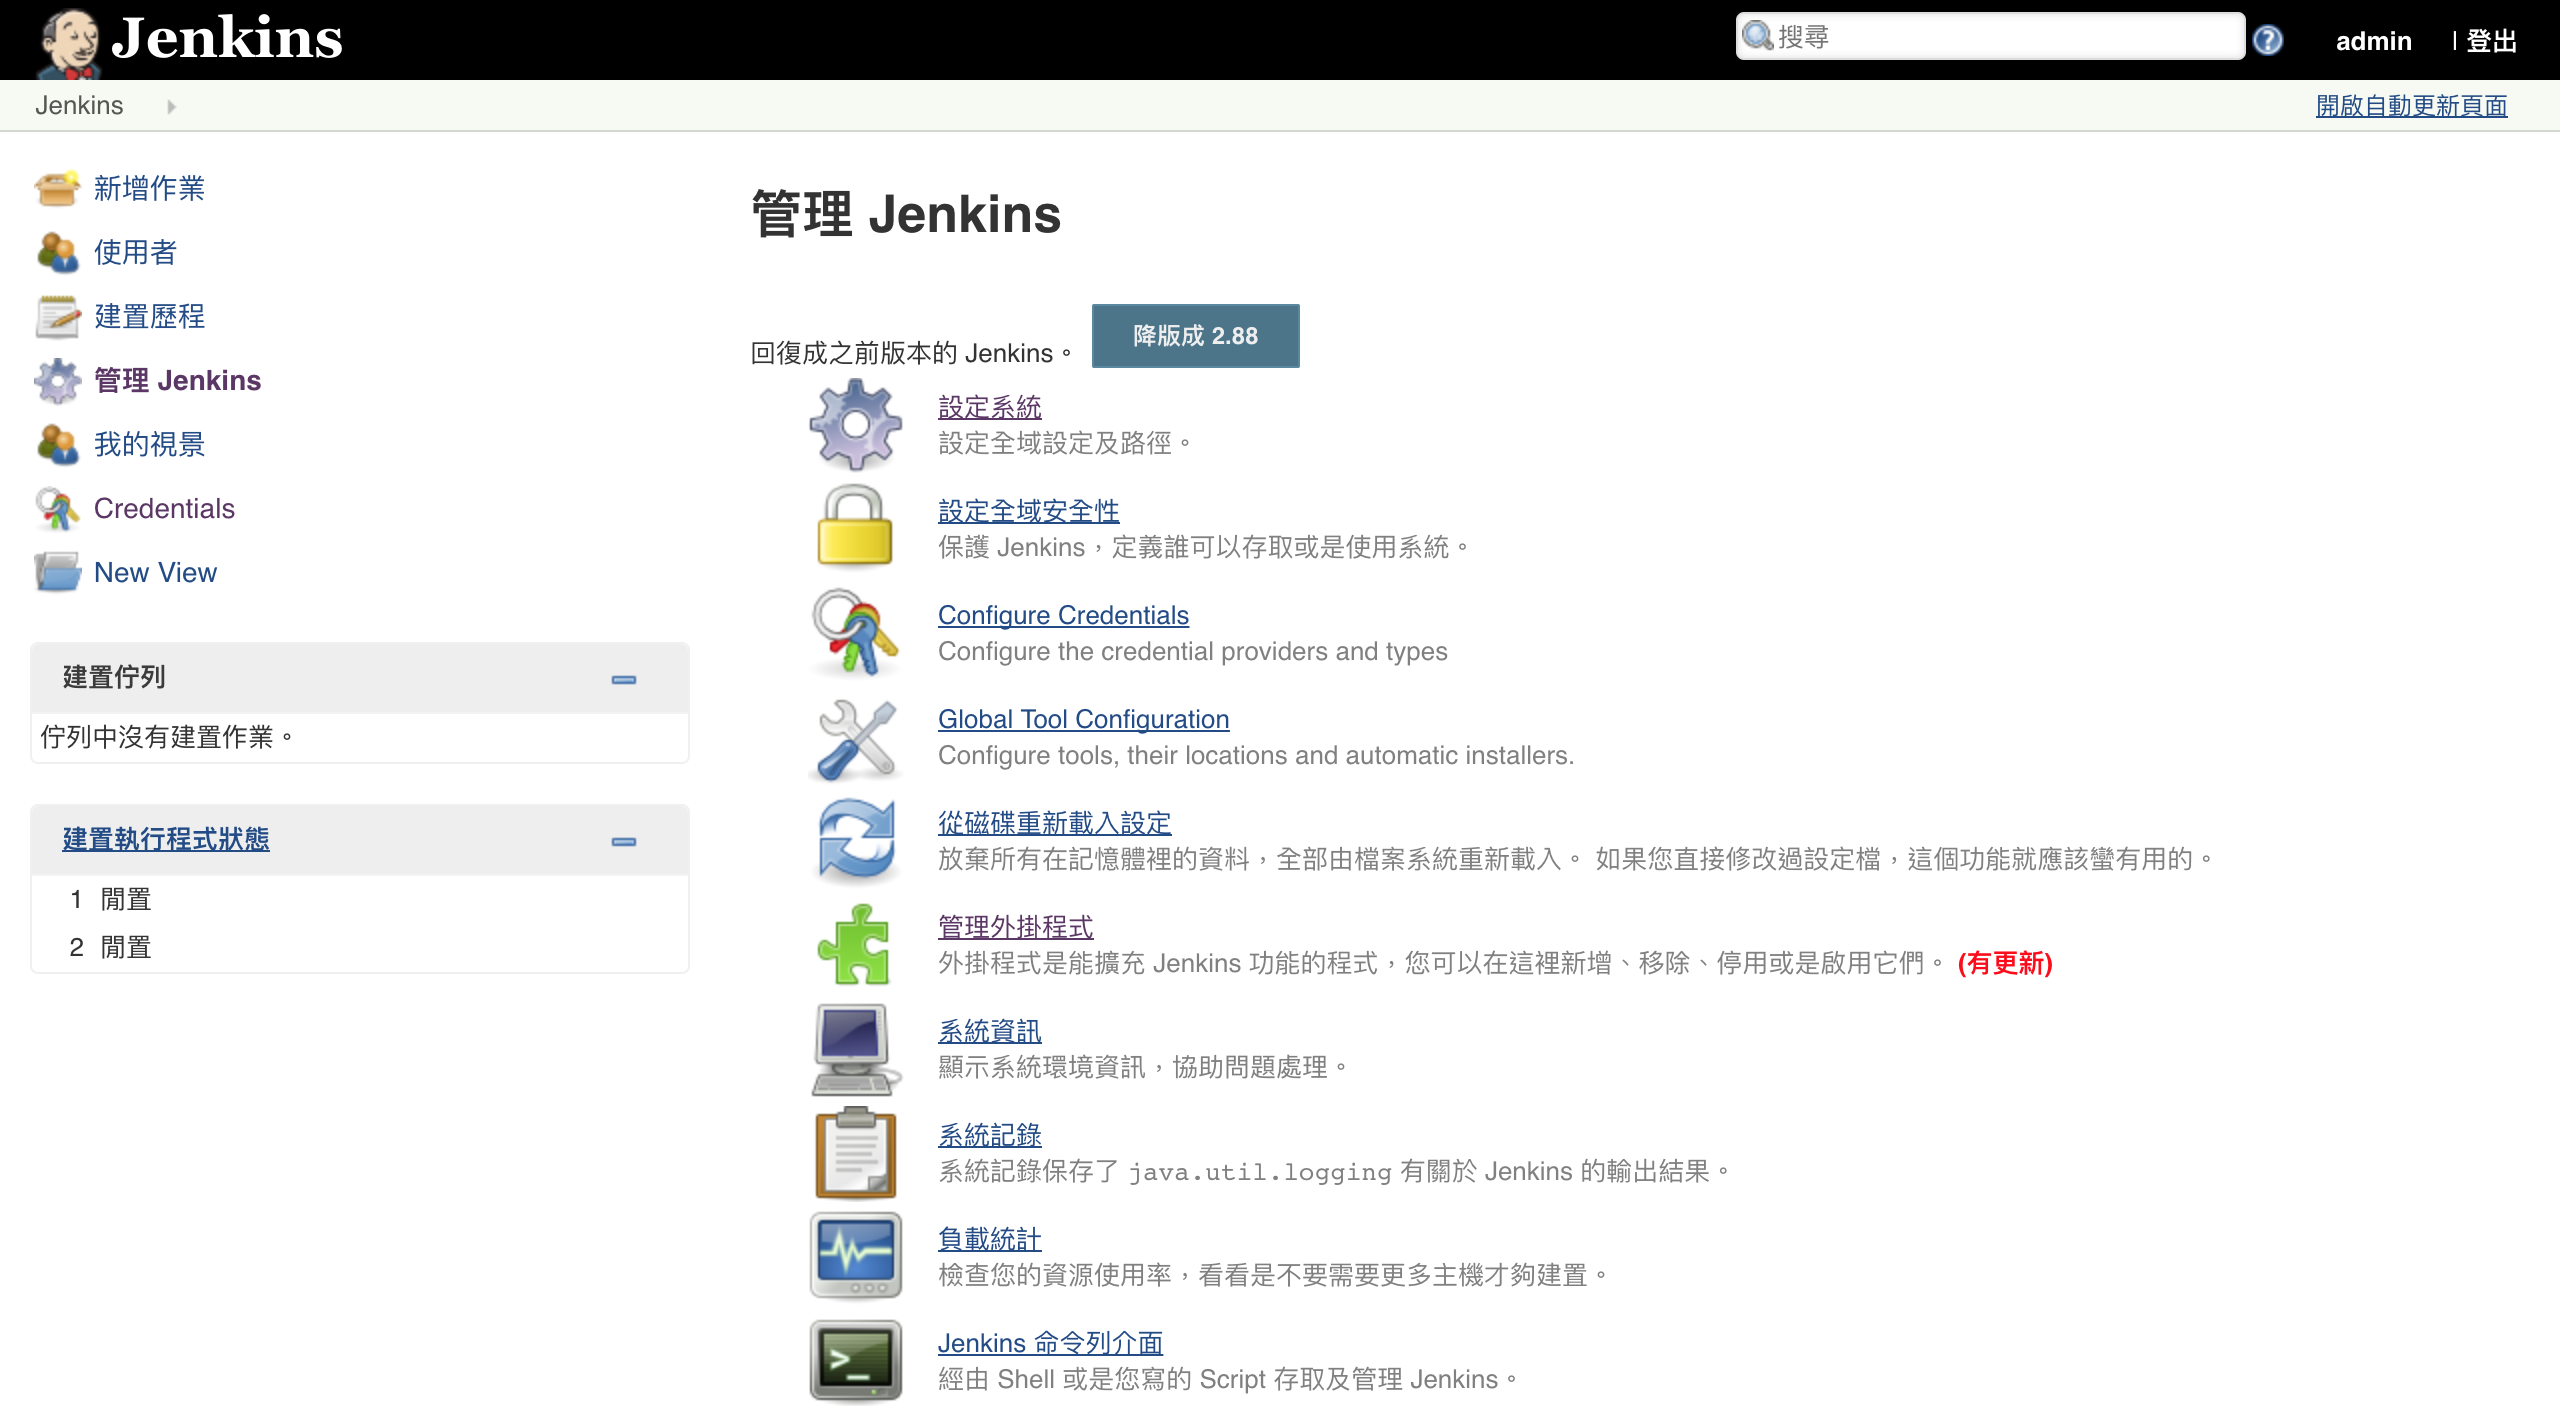 Jenkins
搜尋
admin
| 登出
Jenkins
開啟自動更新頁面
新增作業
使用者
建置歷程
管理 Jenkins
我的視景
Credentials
New View
建置佇列
佇列中沒有建置作業。
建置執行程式狀態
1 閒置
2 閒置
管理 Jenkins
回復成之前版本的 Jenkins。
降版成 2.88
設定系統
設定全域設定及路徑。
設定全域安全性
保護 Jenkins，定義誰可以存取或是使用系統。
Configure Credentials
Configure the credential providers and types
Global Tool Configuration
Configure tools, their locations and automatic installers.
從磁碟重新載入設定
放棄所有在記憶體裡的資料，全部由檔案系統重新載入。 如果您直接修改過設定檔，這個功能就應該蠻有用的。
管理外掛程式
外掛程式是能擴充 Jenkins 功能的程式，您可以在這裡新增、移除、停用或是啟用它們。 (有更新)
系統資訊
顯示系統環境資訊，協助問題處理。
系統記錄
系統記錄保存了 java.util.logging 有關於 Jenkins 的輸出結果。
負載統計
檢查您的資源使用率，看看是不要需要更多主機才夠建置。
Jenkins 命令列介面
經由 Shell 或是您寫的 Script 存取及管理 Jenkins。